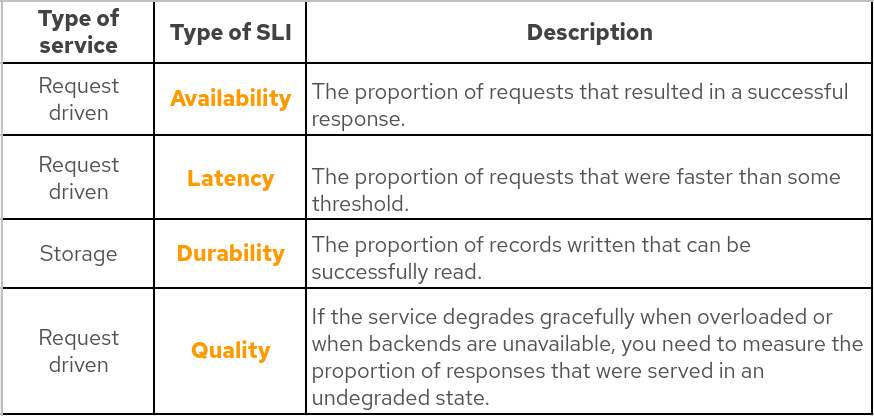 Type of service
Type of SLI
Description
Request driven
Availability
The proportion of requests that resulted in a successful
response.
Request driven
Latency
The proportion of requests that were faster than some
threshold.
Storage
Durability
The proportion of records written that can be
successfully read.
Request driven
Quality
If the service degrades gracefully when overloaded or
when backends are unavailable, you need to measure the
proportion of responses that were served in an
undegraded state.